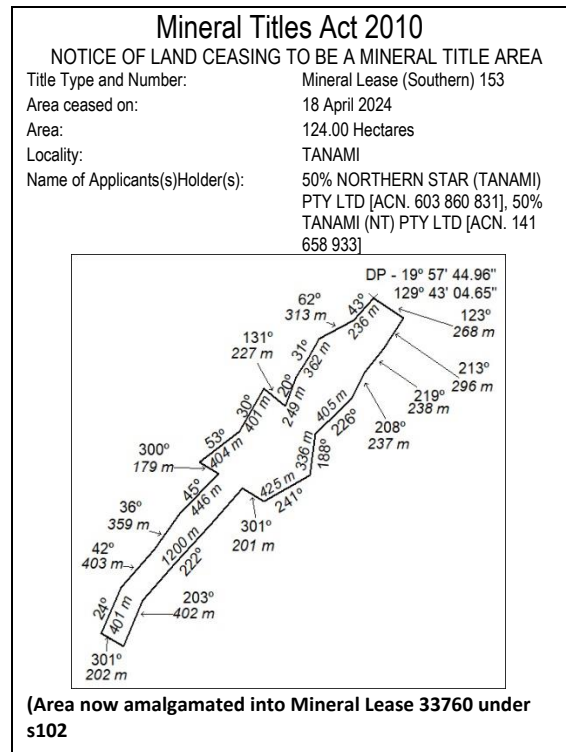 Mineral Titles Act 2010
NOTICE OF LAND CEASING TO BE A MINERAL TITLE AREA
Title Type and Number: Mineral Lease (Southern) 153
Area ceased on: 18 April 2024
Area: 124.00 Hectares
Locality: TANAMI
Name of Applicants(s)Holder(s): 50% NORTHERN STAR (TANAMI)
PTY LTD [ACN. 603 860 831], 50%
TANAMI (NT) PTY LTD [ACN. 141
658 933]
DP - 19º 57' 44.96"
129º 43' 04.65"
123º
268 m
213º
296 m
219º
238 m
208º
237 m
226º
405 m
188º
336 m
241º
425 m
301º
201 m
222º
1200 m
203º
402 m
301º
202 m
24º
401 m
42º
403 m
36º
359 m
45º
446 m
300º
179 m
53º
404 m
30º
401 m
131º
227 m
20º
249 m
31º
362 m
62º
313 m
43º
236 m
(Area now amalgamated into Mineral Lease 33760 under
s102